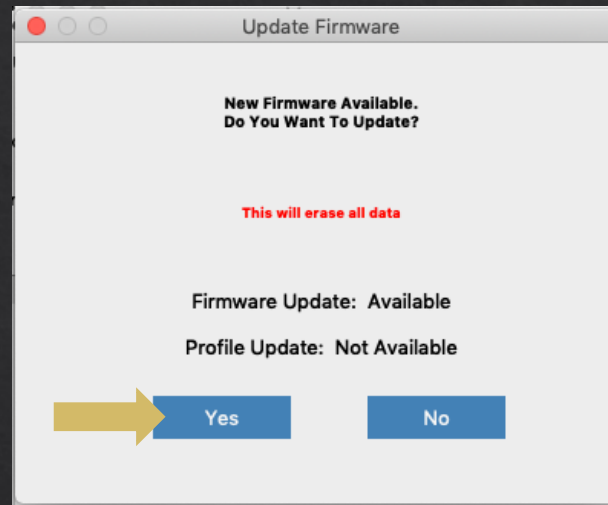 Update Firmware
New Firmware Available.
Do You Want To Update?
This will erase all data
Firmware Update: Available
Profile Update: Not Available
Yes
No